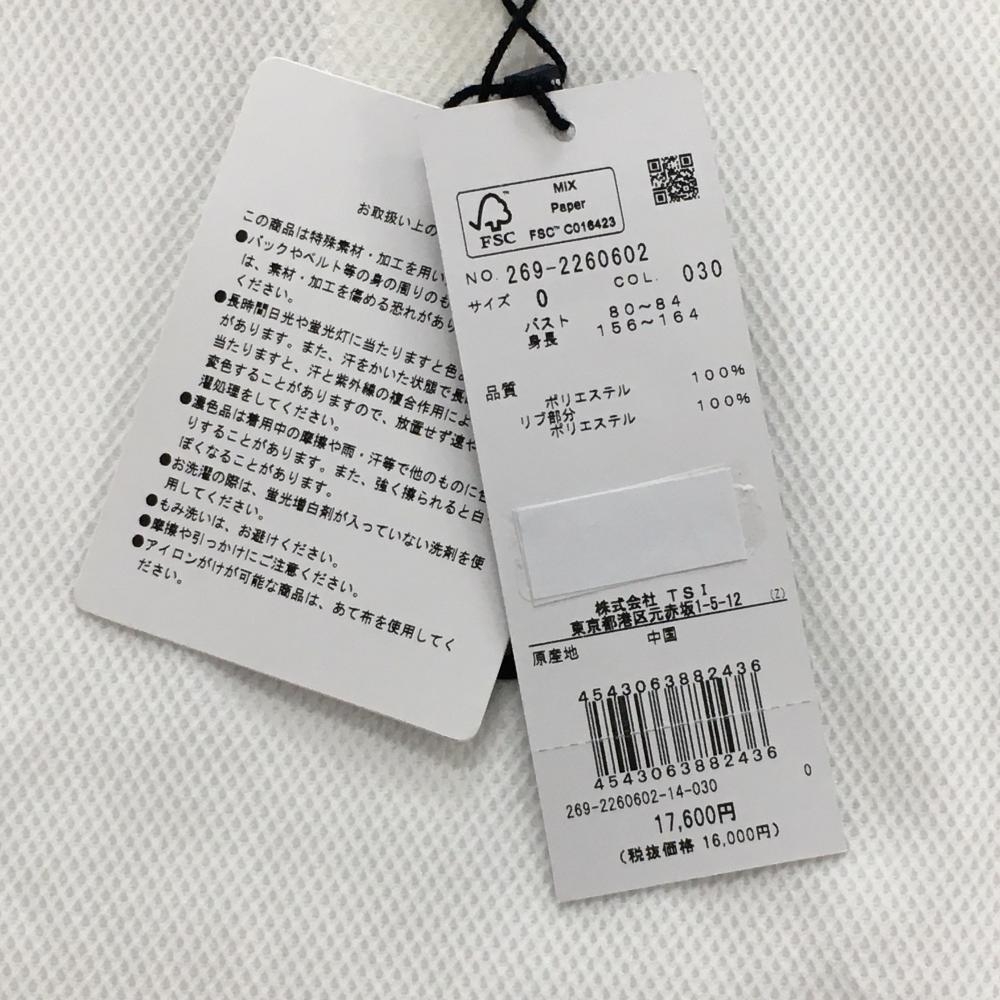 お取扱い上の
この商品は特殊素材・加工を用い
●バックやベルト等の身の周りのも
は、素材・加工を傷める恐れがあり
ください。
●長時間日光や蛍光灯に当たりますと色
があります。また、汗をかいた状態で長
当たりますと、汗と紫外線の複合作用によ
変色することがありますので、放置せず速や
濯処理をしてください。
●濃色品は着用中の摩擦や雨・汗等で他のものに色
りすることがあります。また、強く擦られると白
ぽくなることがあります。
●お洗濯の際は、蛍光増白剤が入っていない洗剤を使
用してください。
●もみ洗いは、お避けください。
●摩擦や引っかけにご注意ください。
●アイロンがけが可能な商品は、あて布を使用してく
ださい。
FSC™
MIX
Paper
FSC™ C016423
NO. 269-2260602
COL. 030
サイズ 0
バスト 80～84
身長 156～164
品質
ポリエステル 100%
リブ部分
ポリエステル 100%
株式会社 TSI
東京都港区元赤坂1-5-12 (Z)
原産地 中国
4543063882436
4543063882436
269-2260602-14-030 0
17,600円
(税抜価格 16,000円)